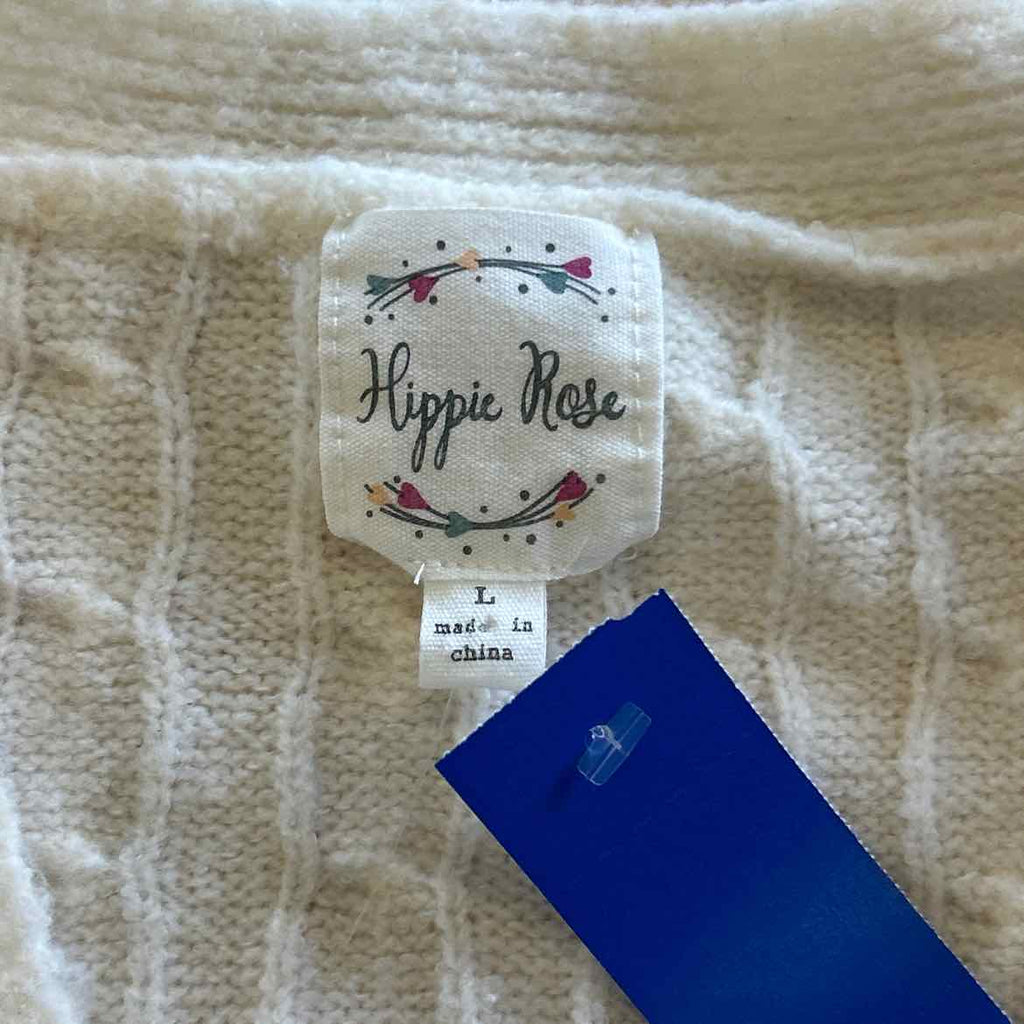 Hippie Rose
L
made in
china